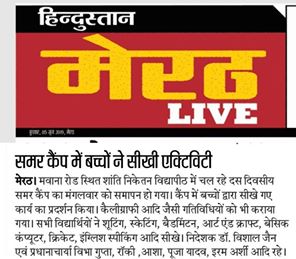 हिन्दुस्तान
मेरठ
LIVE
बुधवार, 05 जून 2019, मेरठ
समर कैंप में बच्चों ने सीखी एक्टिविटी
मेरठ। मवाना रोड स्थित शांति निकेतन विद्यापीठ में चल रहे दस दिवसीय
समर कैंप का मंगलवार को समापन हो गया। कैंप में बच्चों द्वारा सीखे गए
कार्य का प्रदर्शन किया। कैलीग्राफी आदि जैसी गतिविधियों को भी कराया
गया। सभी विद्यार्थियों ने शूटिंग, स्केटिंग, बैडमिंटन, आर्ट एंड क्राफ्ट, बेसिक
कंप्यूटर, क्रिकेट, इंग्लिश स्पीकिंग आदि सीखे। निदेशक डॉ. विशाल जैन
एवं प्रधानाचार्या विभा गुप्ता, रॉकी, आशा, पूजा यादव, इरम अर्शी आदि रहे।